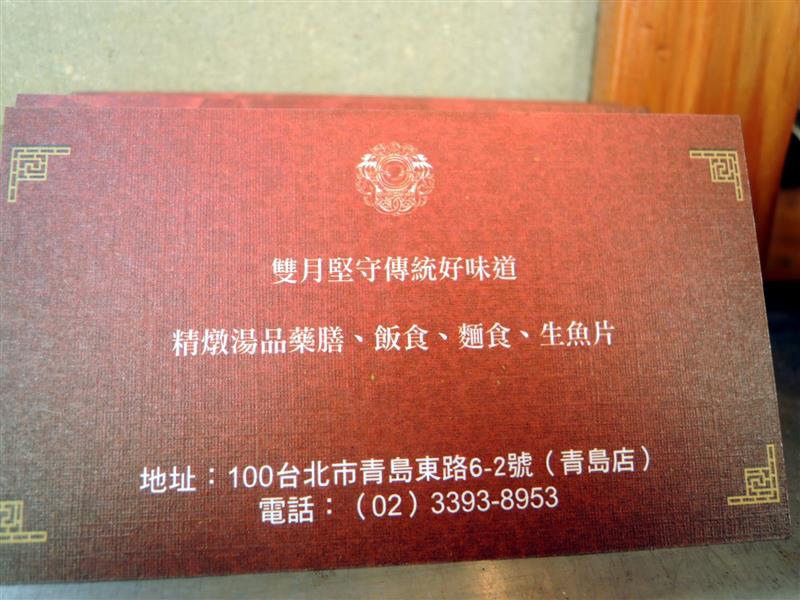 雙月堅守傳統好味道
精燉湯品藥膳、飯食、麵食、生魚片
地址：100台北市青島東路6-2號（青島店）
電話：（02）3393-8953